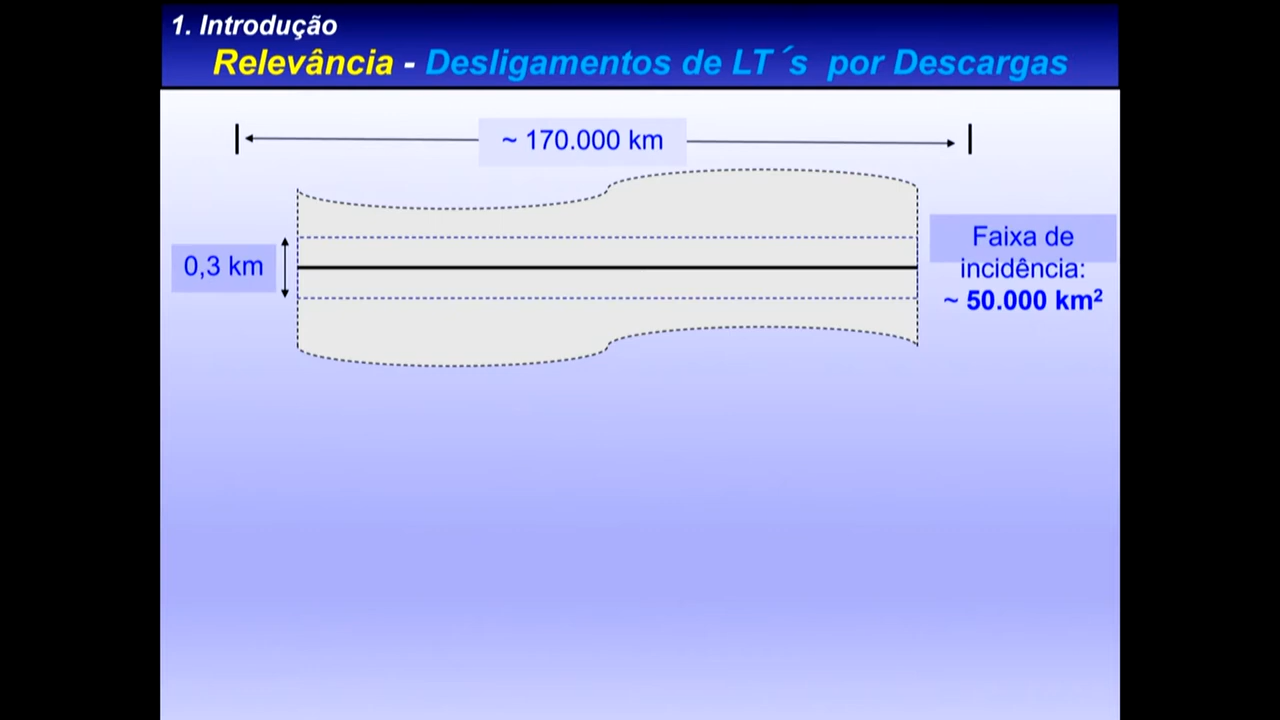 1. Introdução
Relevância - Desligamentos de LT´s por Descargas
~ 170.000 km
0,3 km
Faixa de
incidência:
~ 50.000 km²